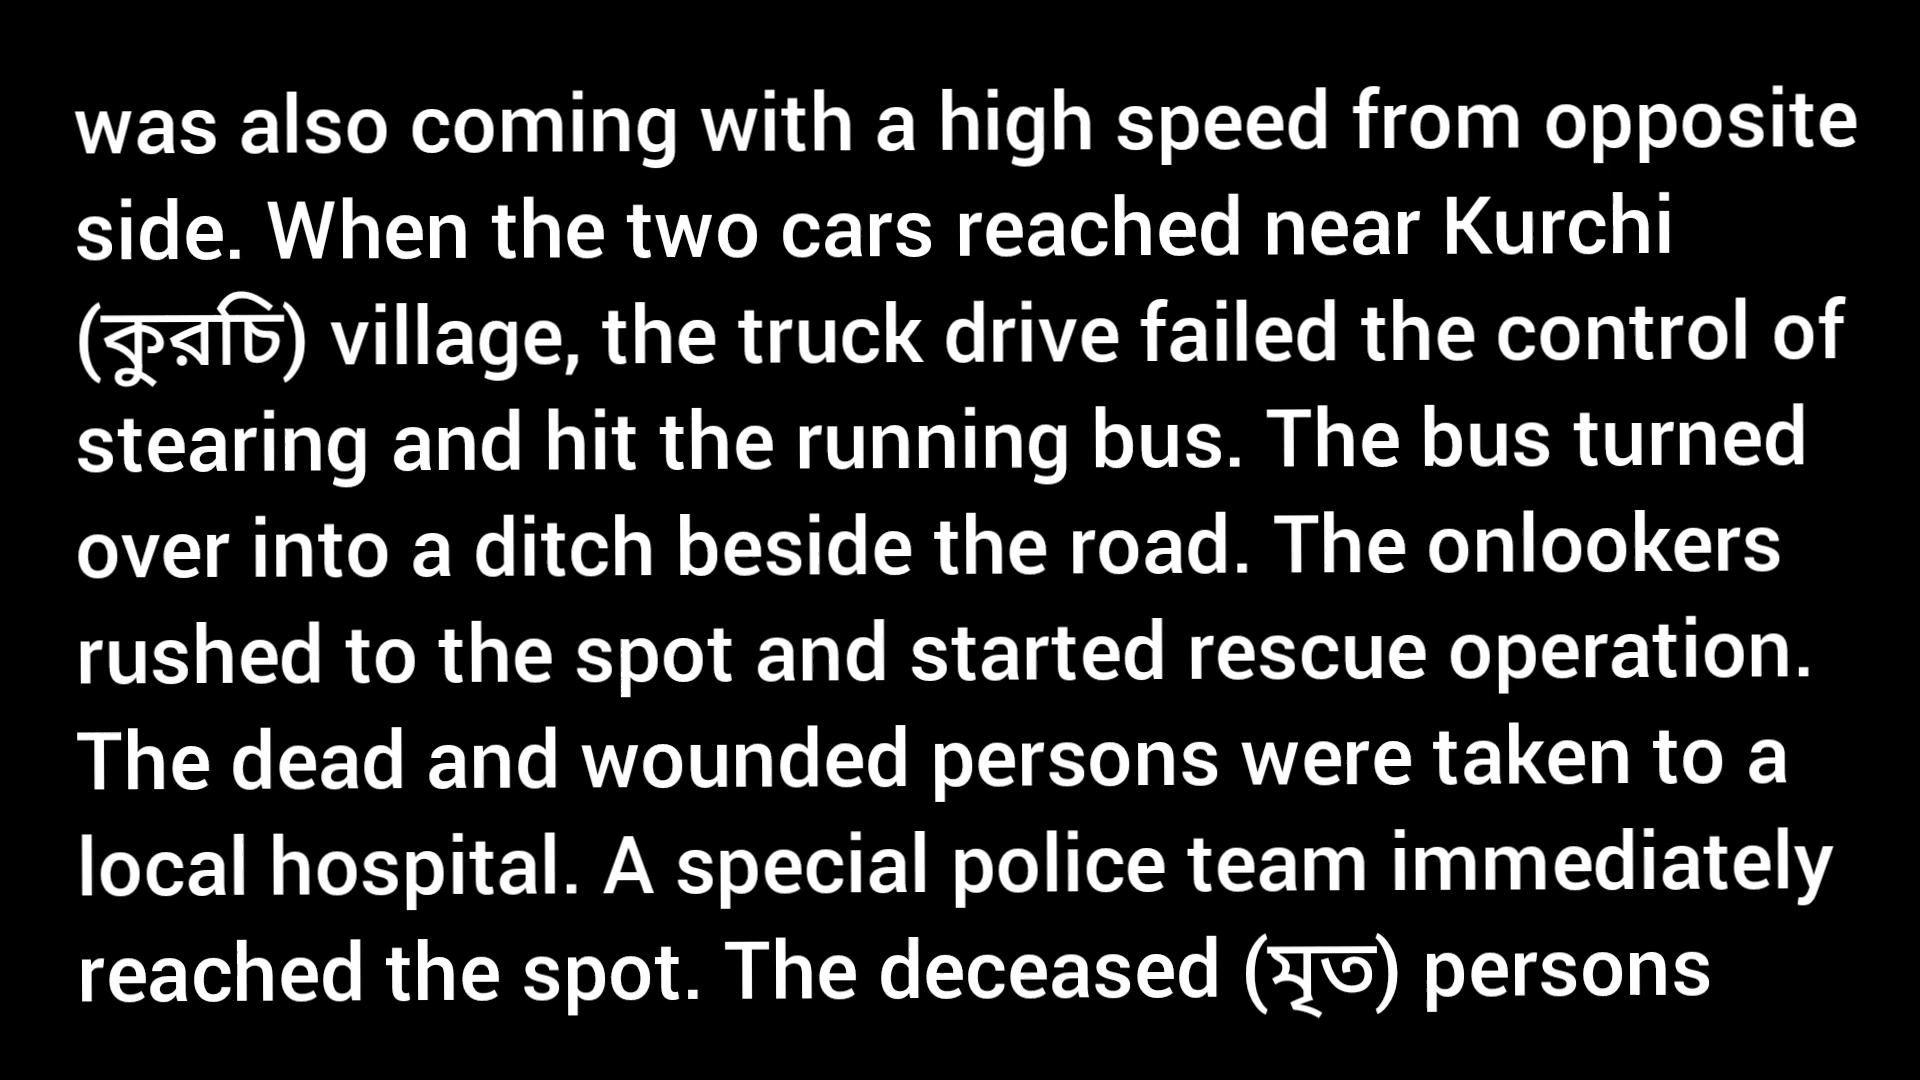 was also coming with a high speed from opposite
side. When the two cars reached near Kurchi
(কুরচি) village, the truck drive failed the control of
stearing and hit the running bus. The bus turned
over into a ditch beside the road. The onlookers
rushed to the spot and started rescue operation.
The dead and wounded persons were taken to a
local hospital. A special police team immediately
reached the spot. The deceased (মৃত) persons